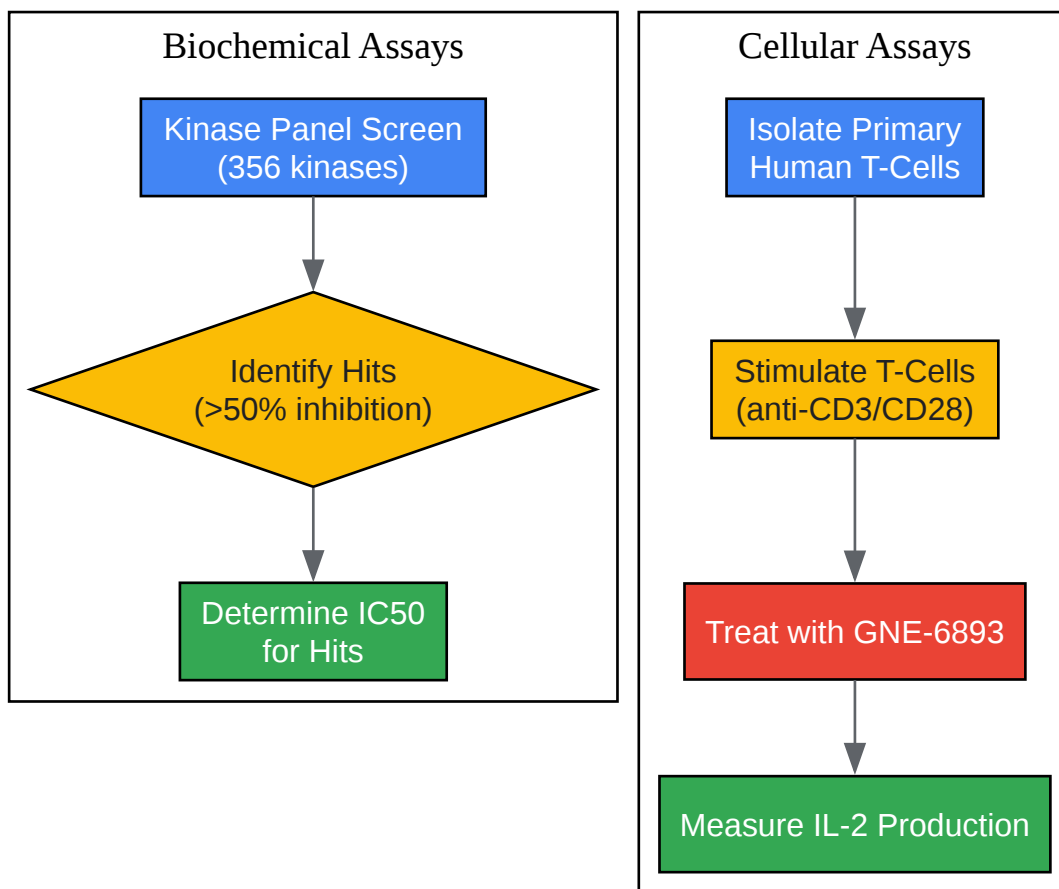 Biochemical Assays
Kinase Panel Screen
(356 kinases)
Identify Hits
(>50% inhibition)
Determine IC50
for Hits
Cellular Assays
Isolate Primary
Human T-Cells
Stimulate T-Cells
(anti-CD3/CD28)
Treat with GNE-6893
Measure IL-2 Production